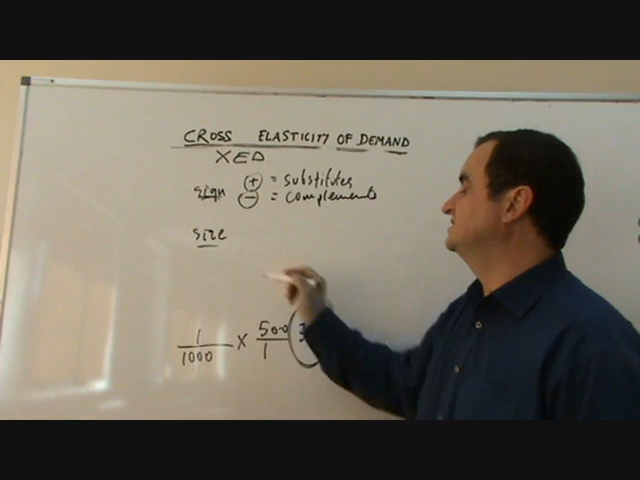 CROSS ELASTICITY OF DEMAND
XED
sign + = substitutes
- = complements
size
1 x 500
1000 1